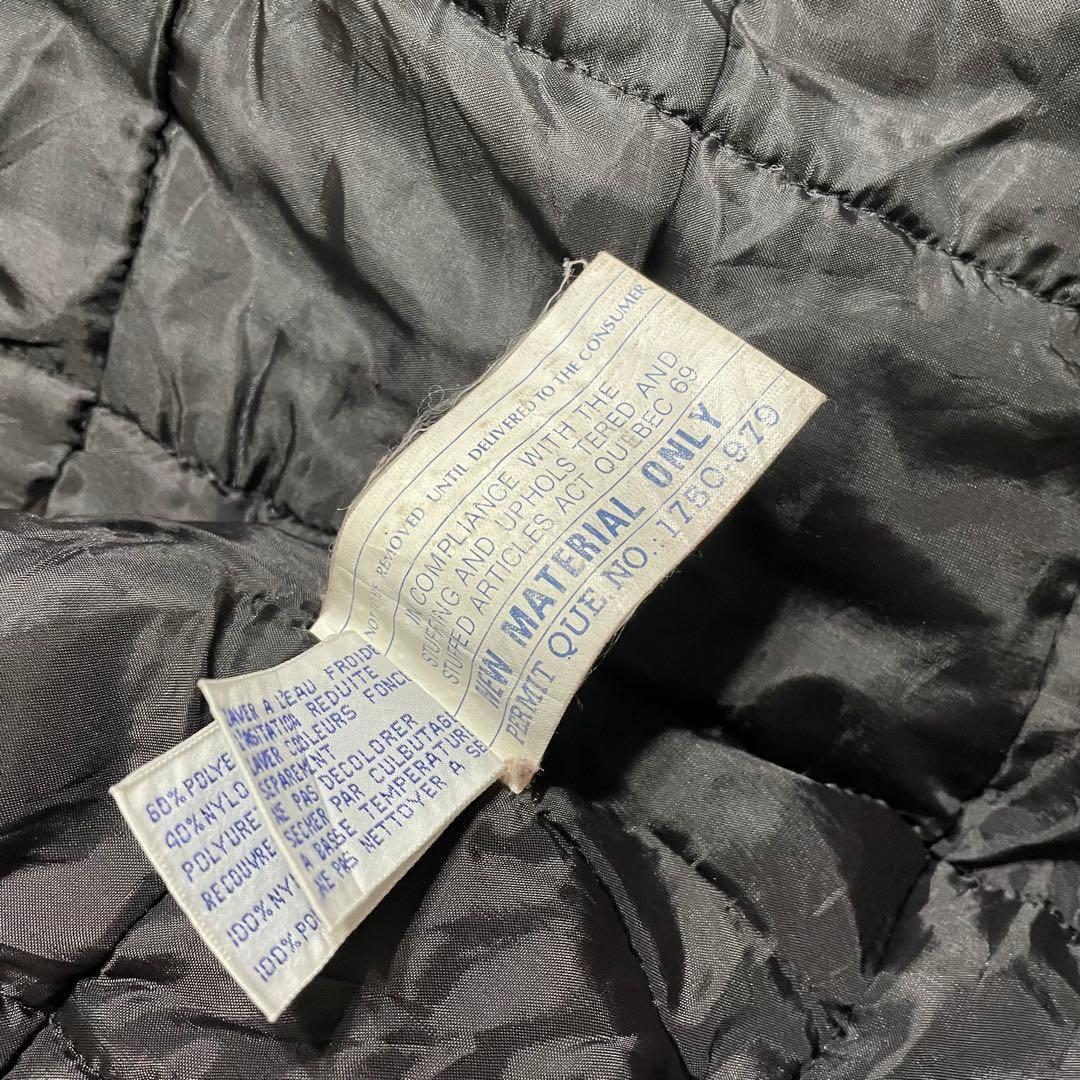 NOT TO BE REMOVED UNTIL DELIVERED TO THE CONSUMER
IN COMPLIANCE WITH THE
STUFFING AND UPHOLSTERED AND
STUFFED ARTICLES ACT QUEBEC 69
NEW MATERIAL ONLY
PERMIT QUE. NO.: 175C 979
LAVER A L'EAU FROIDE
AGITATION REDUITE
LAVER COULEURS FONC
SEPAREMENT
NE PAS DECOLORER
SECHER PAR CULBUTAGE
A BASSE TEMPERATURE
NE PAS NETTOYER A SE
60% POLYE
40% NYLO
POLYURE
RECOUVRE
100% NYL
100% PO